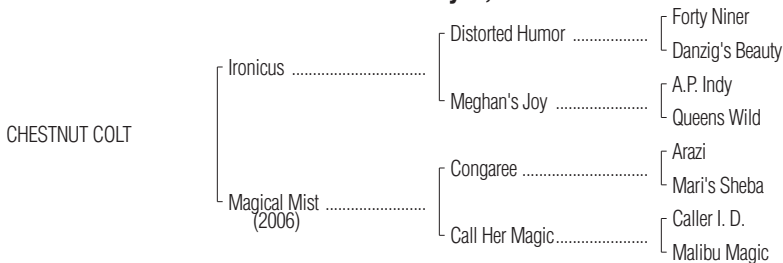 Forty Niner
Distorted Humor ..................
Danzig's Beauty
Ironicus ................................
A.P. Indy
Meghan's Joy ......................
Queens Wild
CHESTNUT COLT
Arazi
Congaree ..............................
Mari's Sheba
Magical Mist ........................
(2006)
Caller I. D.
Call Her Magic......................
Malibu Magic